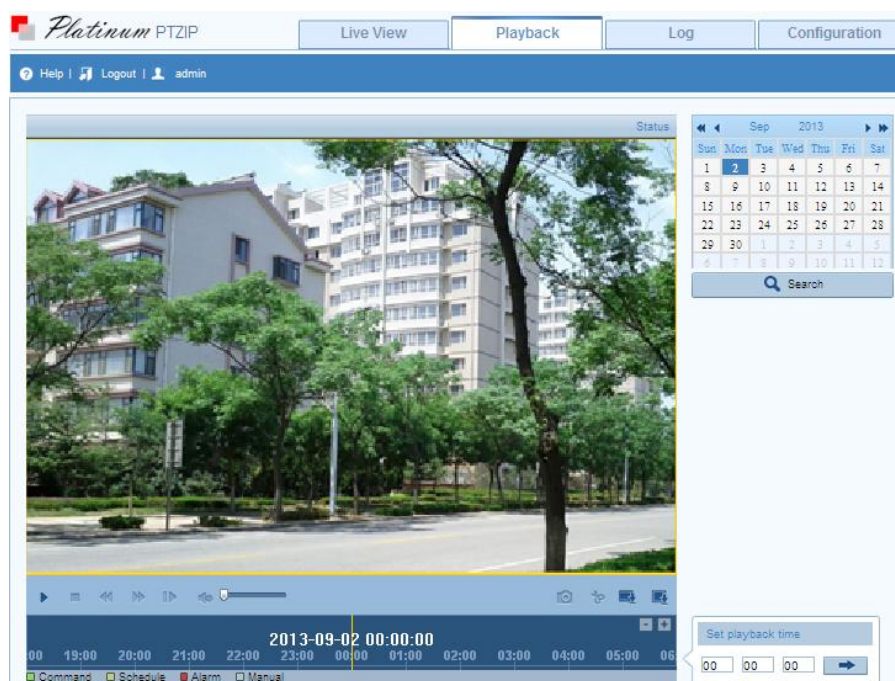 Platinum PTZIP
Live View
Playback
Log
Configuration
Help | Logout | admin
Status
Sep 2013
Sun Mon Tue Wed Thu Fri Sat
1 2 3 4 5 6 7
8 9 10 11 12 13 14
15 16 17 18 19 20 21
22 23 24 25 26 27 28
29 30 1 2 3 4 5
6 7 8 9 10 11 12
Search
2013-09-02 00:00:00
:00 19:00 20:00 21:00 22:00 23:00 00:00 01:00 02:00 03:00 04:00 05:00 06:
Command Schedule Alarm Manual
Set playback time
00 00 00